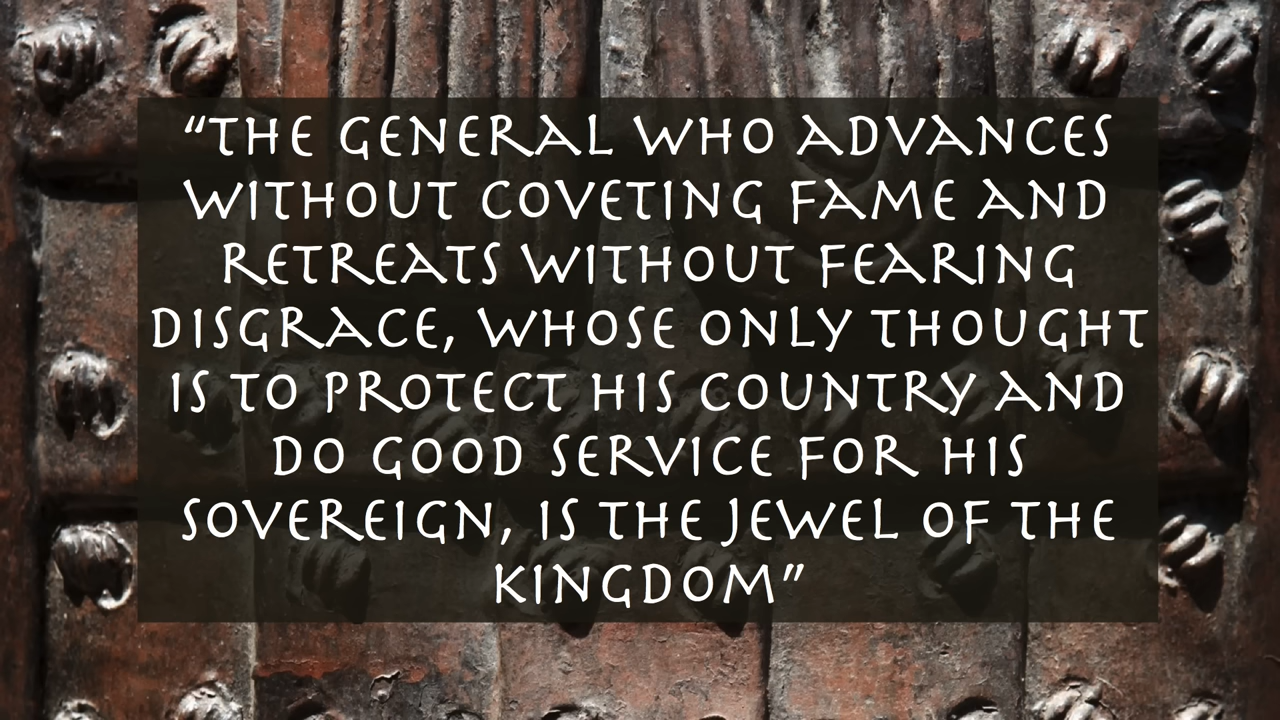 “THE GENERAL WHO ADVANCES
WITHOUT COVETING FAME AND
RETREATS WITHOUT FEARING
DISGRACE, WHOSE ONLY THOUGHT
IS TO PROTECT HIS COUNTRY AND
DO GOOD SERVICE FOR HIS
SOVEREIGN, IS THE JEWEL OF THE
KINGDOM”